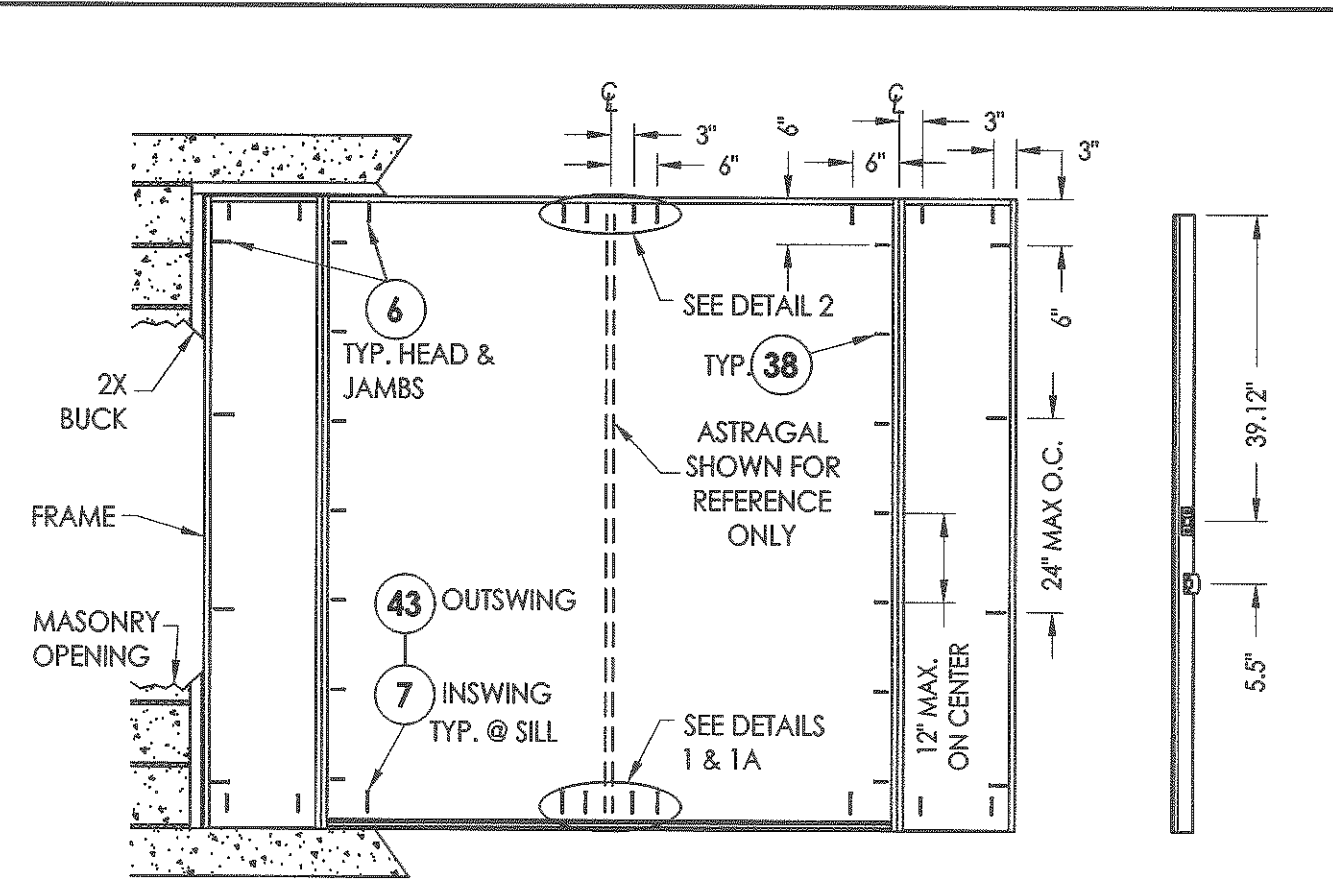 ℄
℄
3"
6"
6"
6"
3"
3"
SEE DETAIL 2
6
TYP. HEAD &
JAMBS
TYP. 38
2X
BUCK
ASTRAGAL
SHOWN FOR
REFERENCE
ONLY
FRAME
43 OUTSWING
7 INSWING
TYP. @ SILL
MASONRY
OPENING
SEE DETAILS
1 & 1A
12" MAX.
ON CENTER
6"
24" MAX O.C.
39.12"
5.5"